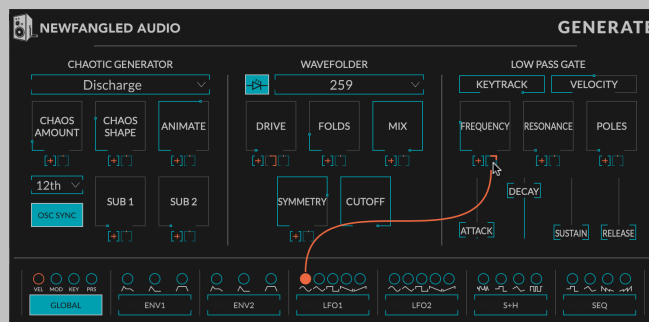 NEWFANGLED AUDIO
GENERATE
CHAOTIC GENERATOR
WAVEFOLDER
LOW PASS GATE
Discharge
259
KEYTRACK
VELOCITY
CHAOS
AMOUNT
CHAOS
SHAPE
ANIMATE
DRIVE
FOLDS
MIX
FREQUENCY
RESONANCE
POLES
12th
OSC SYNC
SUB 1
SUB 2
SYMMETRY
CUTOFF
DECAY
ATTACK
SUSTAIN
RELEASE
VEL MOD KEY PRS
GLOBAL
ENV1
ENV2
LFO1
LFO2
S+H
SEQ